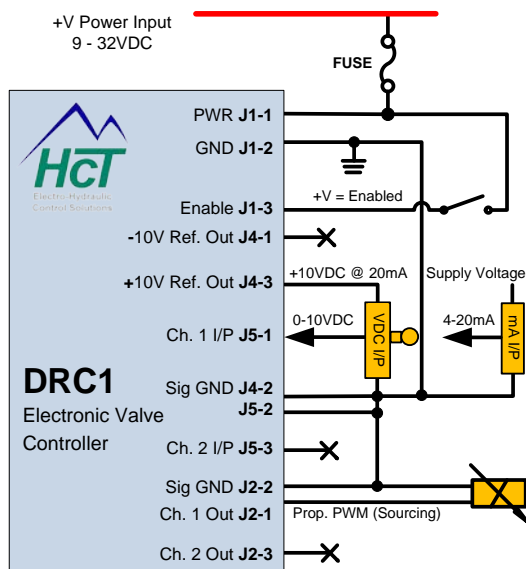 +V Power Input
9 - 32VDC
FUSE
HcT
Electro-Hydraulic
Control Solutions
PWR J1-1
GND J1-2
Enable J1-3
+V = Enabled
-10V Ref. Out J4-1
+10V Ref. Out J4-3
+10VDC @ 20mA
Supply Voltage
Ch. 1 I/P J5-1
0-10VDC
VDC I/P
4-20mA
mA I/P
DRC1
Electronic Valve
Controller
Sig GND J4-2
J5-2
Ch. 2 I/P J5-3
Sig GND J2-2
Ch. 1 Out J2-1
Prop. PWM (Sourcing)
Ch. 2 Out J2-3